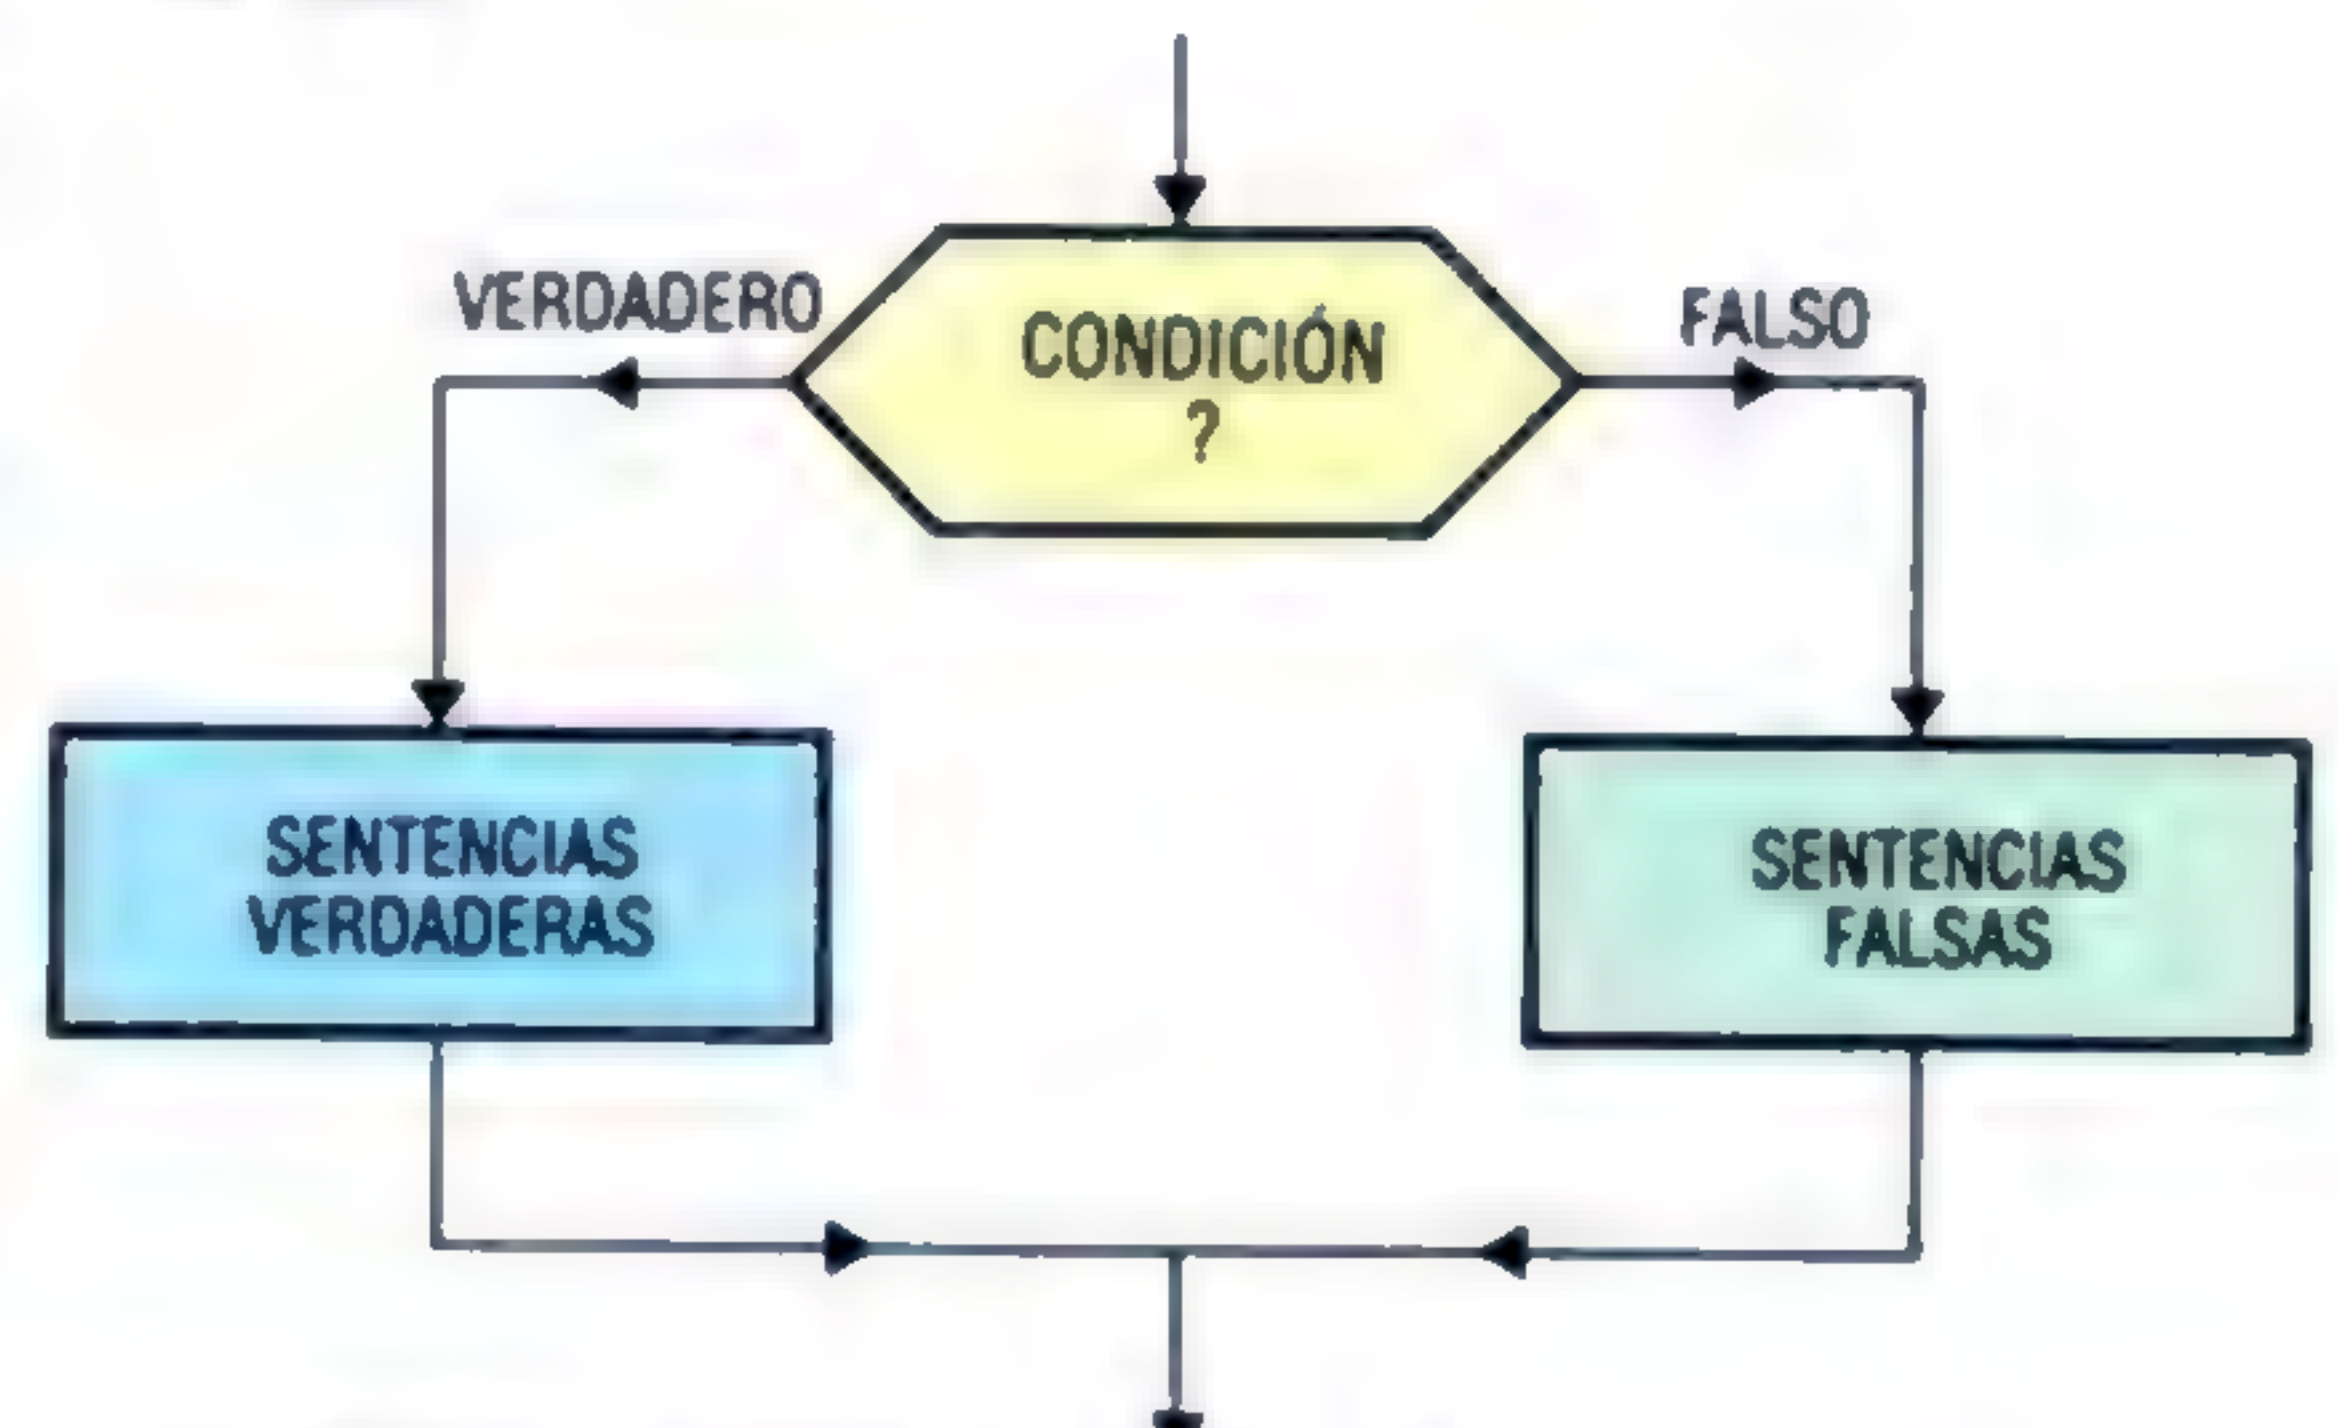 VERDADERO
FALSO
CONDICIÓN
?
SENTENCIAS
VERDADERAS
SENTENCIAS
FALSAS